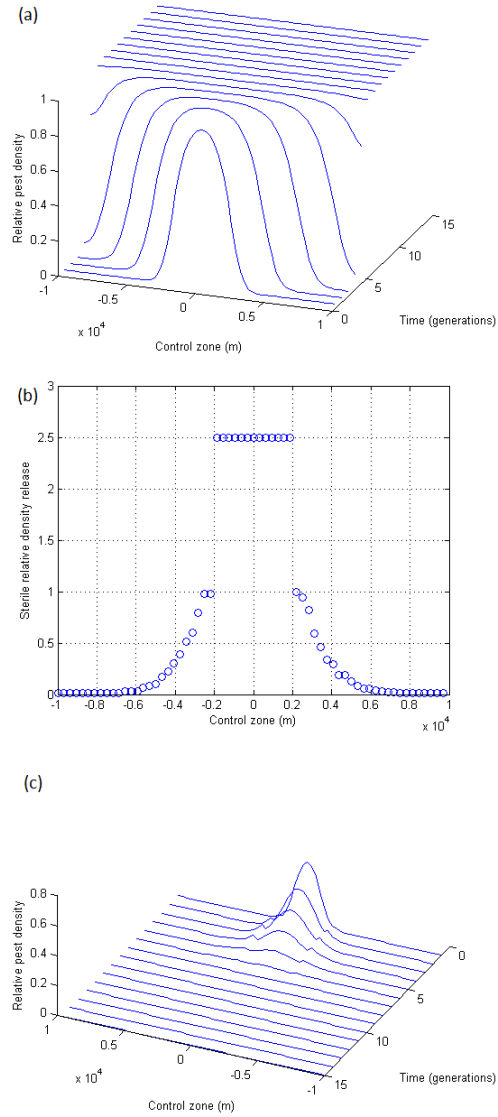 (a)
1
0.8
0.6
0.4
0.2
0
Relative pest density
-1
-0.5
0
0.5
1
x 10^4
Control zone (m)
0
5
10
15
Time (generations)
(b)
3
2.5
2
1.5
1
0.5
0
Sterile relative density release
-1 -0.8 -0.6 -0.4 -0.2 0 0.2 0.4 0.6 0.8 1
Control zone (m)
x 10^4
(c)
0.8
0.6
0.4
0.2
0
Relative pest density
1
0.5
0
-0.5
-1
x 10^4
Control zone (m)
0
5
10
15
Time (generations)